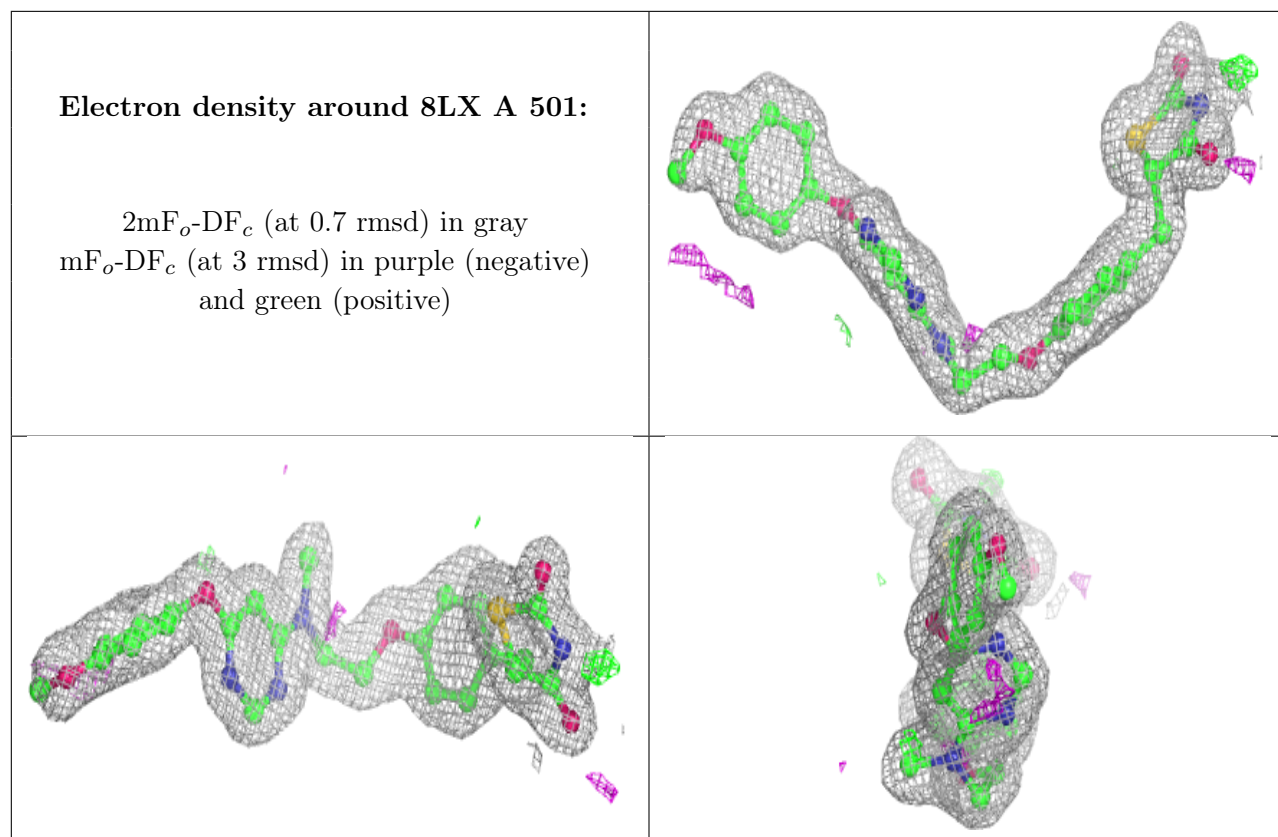 Electron density around 8LX A 501:
2mFo-DFc (at 0.7 rmsd) in gray
mFo-DFc (at 3 rmsd) in purple (negative)
and green (positive)